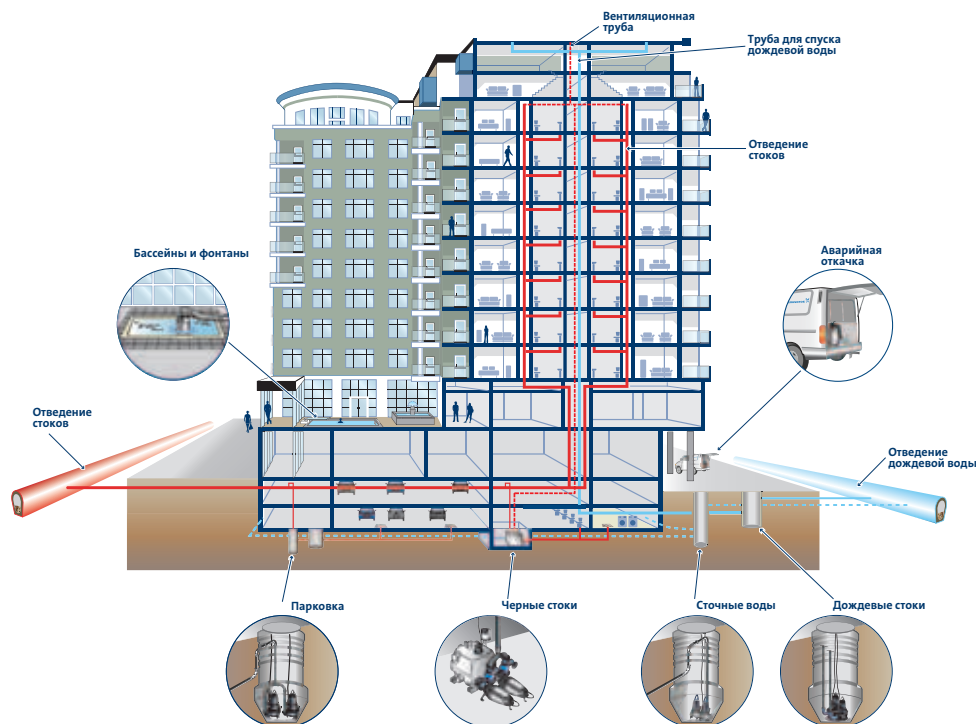 Вентиляционная
труба
Труба для спуска
дождевой воды
Отведение
стоков
Бассейны и фонтаны
Аварийная
откачка
Отведение
стоков
Отведение
дождевой воды
Парковка
Черные стоки
Сточные воды
Дождевые стоки